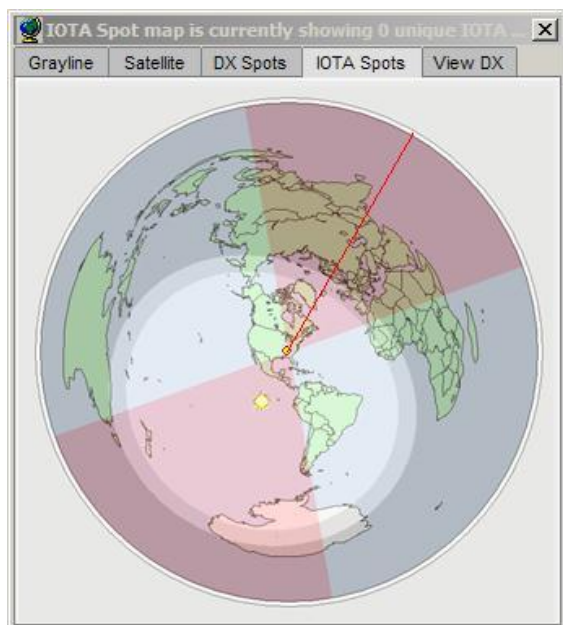 IOTA Spot map is currently showing 0 unique IOTA ...
Grayline Satellite DX Spots IOTA Spots View DX